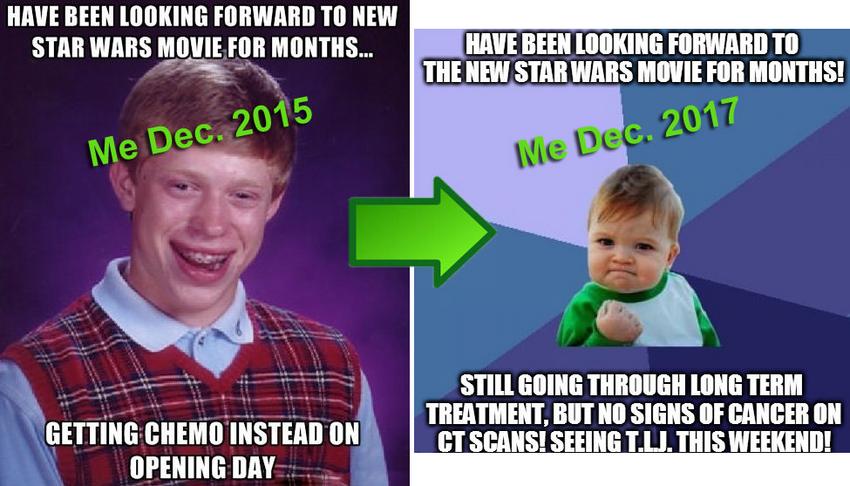 HAVE BEEN LOOKING FORWARD TO NEW
STAR WARS MOVIE FOR MONTHS...
Me Dec. 2015
GETTING CHEMO INSTEAD ON
OPENING DAY
HAVE BEEN LOOKING FORWARD TO
THE NEW STAR WARS MOVIE FOR MONTHS!
Me Dec. 2017
STILL GOING THROUGH LONG TERM
TREATMENT, BUT NO SIGNS OF CANCER ON
CT SCANS! SEEING T.L.J. THIS WEEKEND!